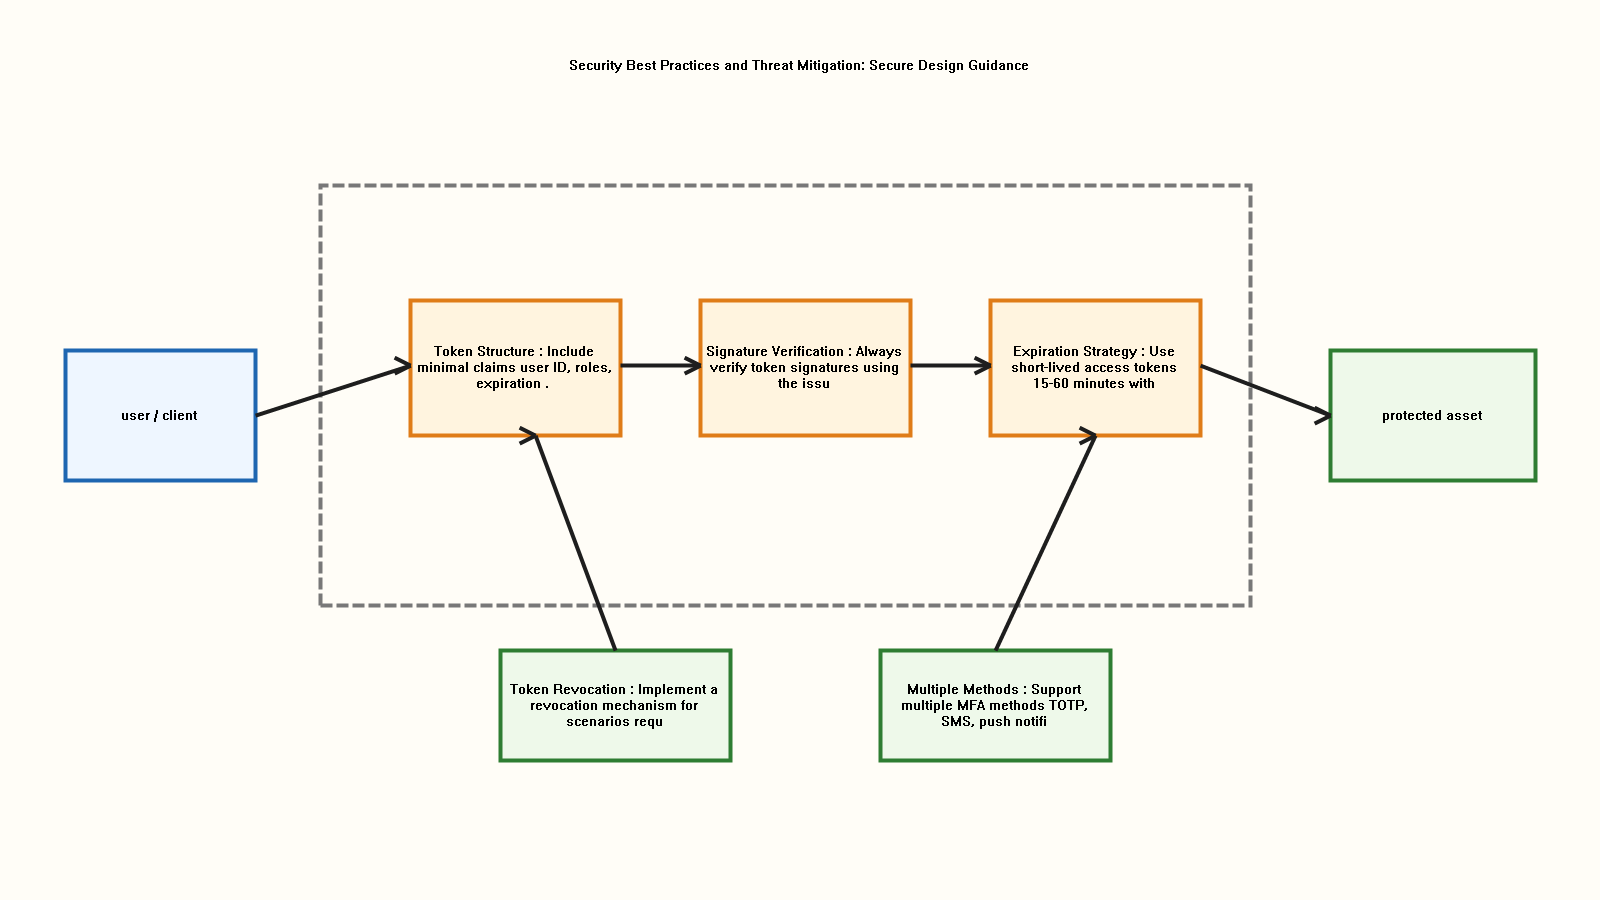 Security Best Practices and Threat Mitigation: Secure Design Guidance
user / client
Token Structure : Include
minimal claims user ID, roles,
expiration .
Signature Verification : Always
verify token signatures using
the issu
Expiration Strategy : Use
short-lived access tokens
15-60 minutes with
protected asset
Token Revocation : Implement a
revocation mechanism for
scenarios requ
Multiple Methods : Support
multiple MFA methods TOTP,
SMS, push notifi